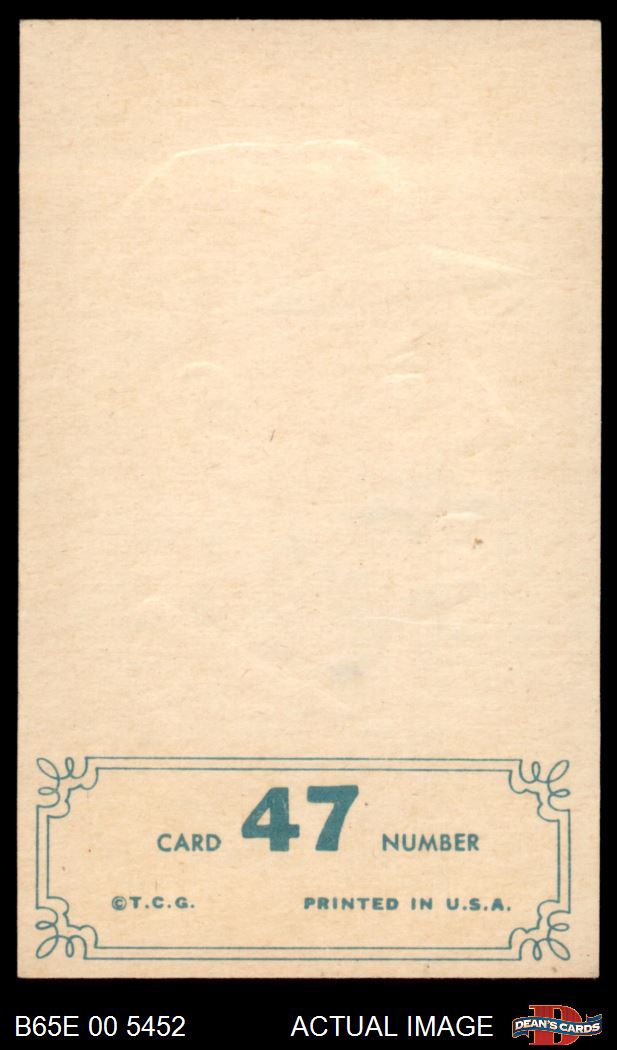 CARD 47 NUMBER
©T.C.G. PRINTED IN U.S.A.
B65E 00 5452 ACTUAL IMAGE DEAN'S CARDS